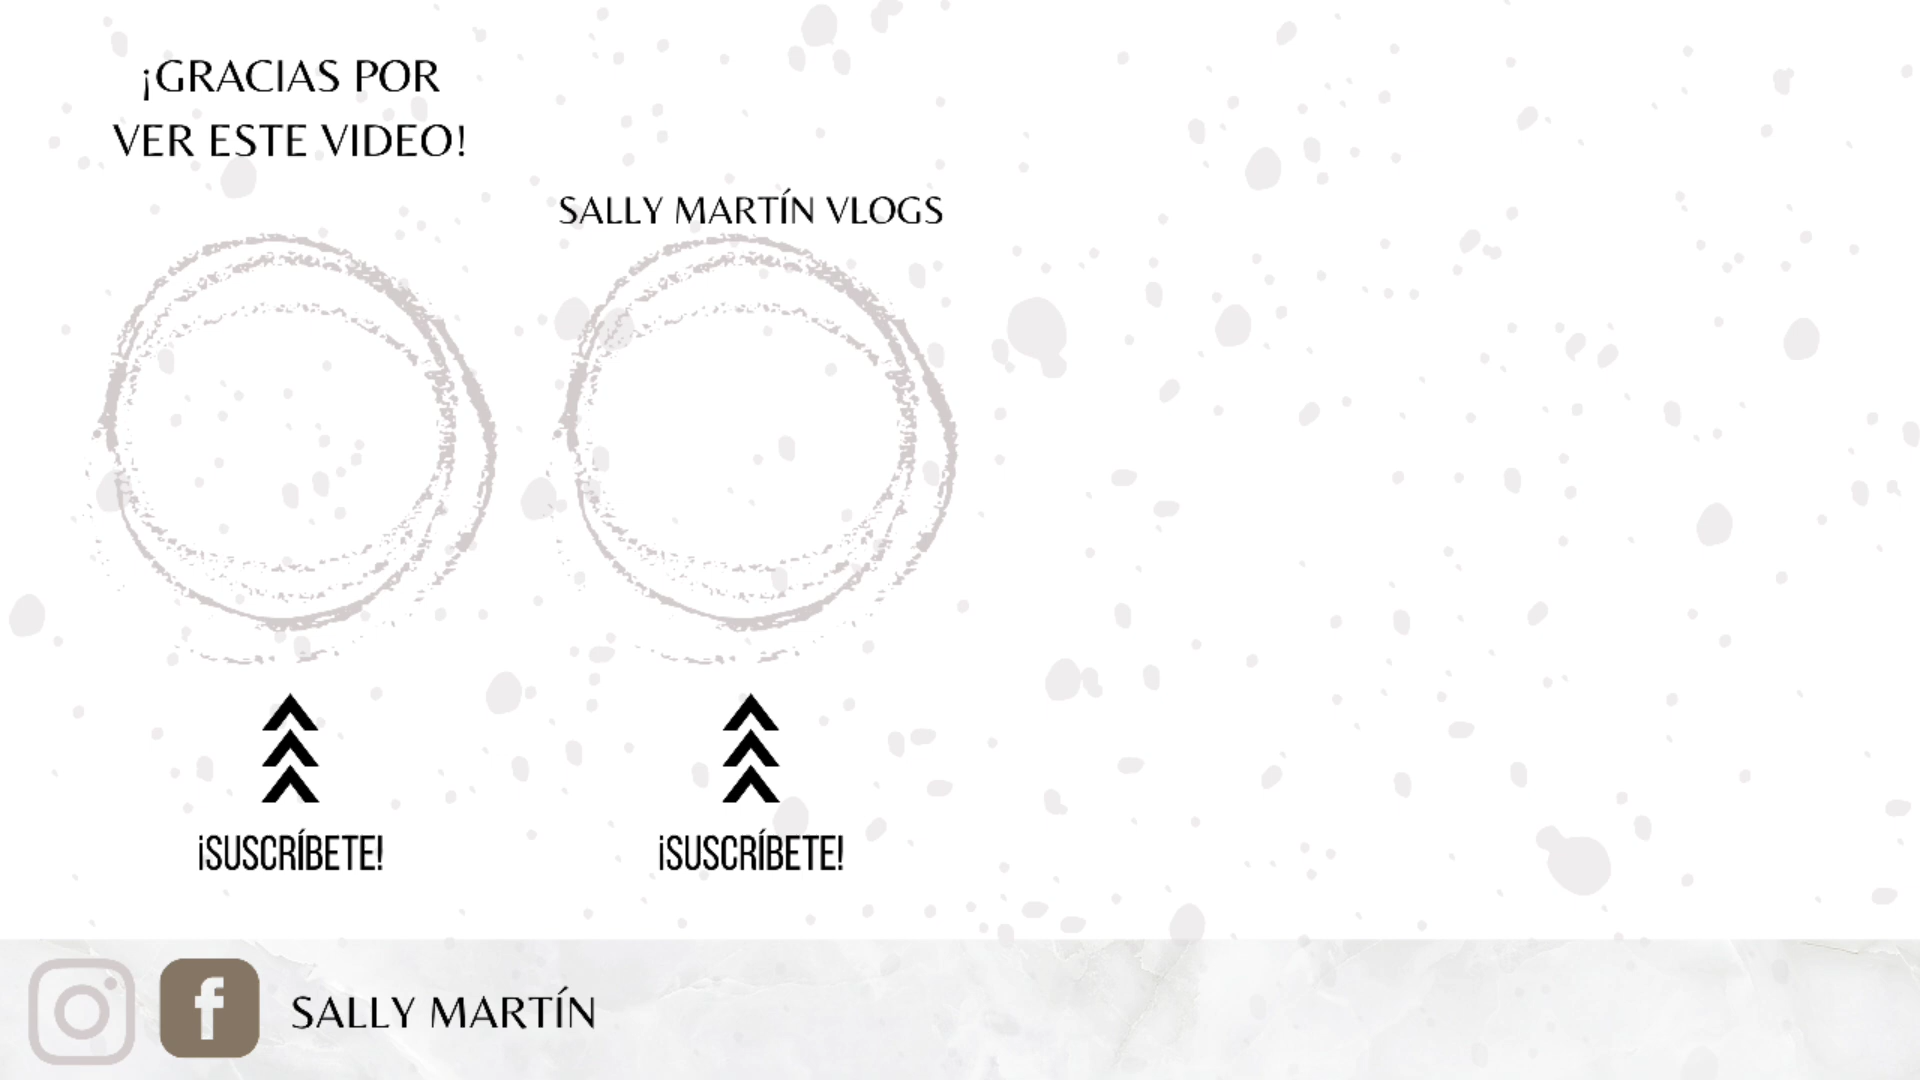 ¡GRACIAS POR
VER ESTE VIDEO!
SALLY MARTÍN VLOGS
¡SUSCRÍBETE!
¡SUSCRÍBETE!
SALLY MARTÍN